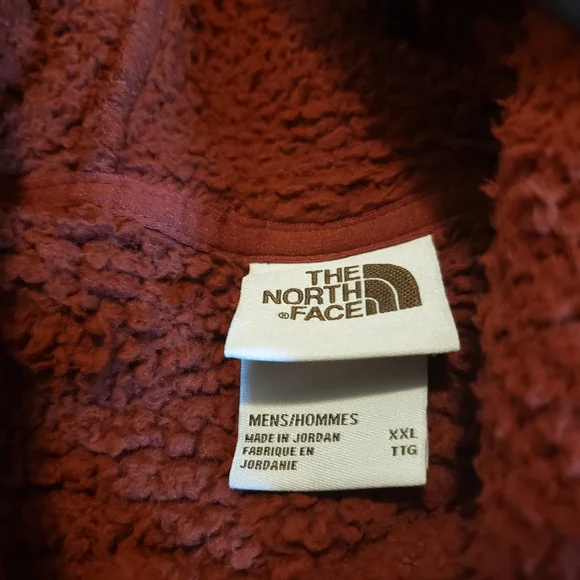 THE
NORTH
®FACE
MENS/HOMMES
MADE IN JORDAN XXL
FABRIQUE EN TTG
JORDANIE